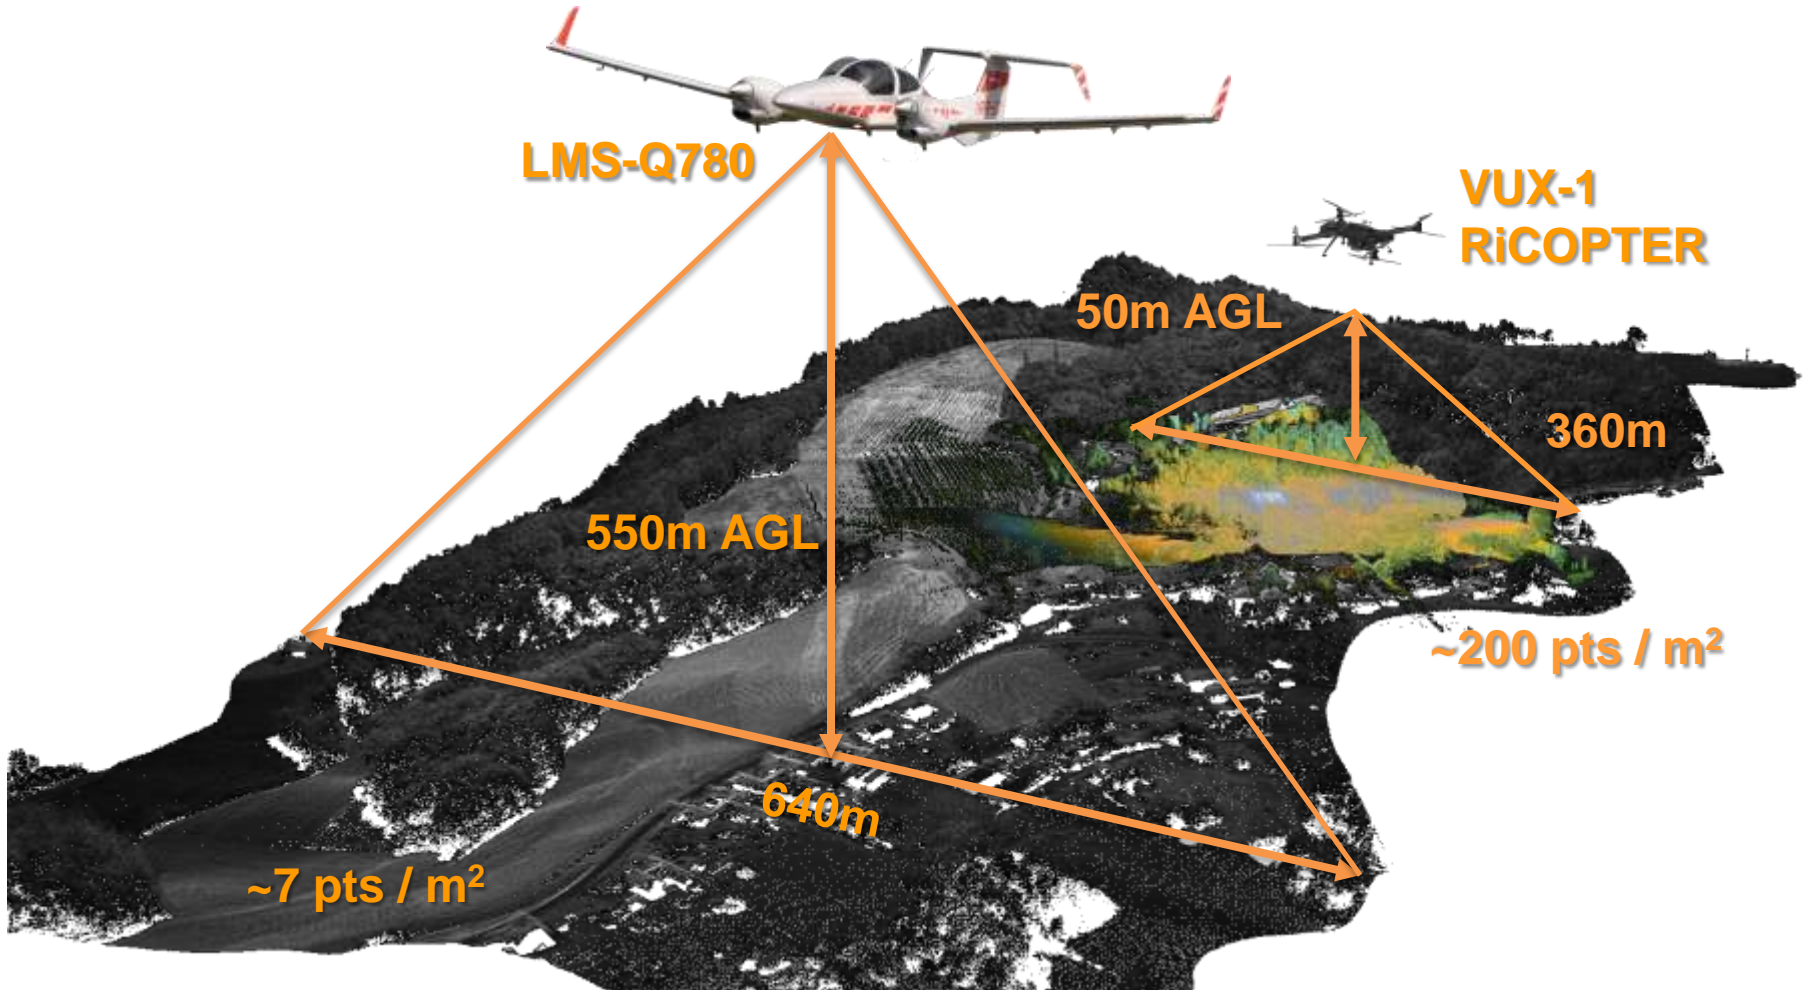 LMS-Q780
VUX-1
RiCOPTER
50m AGL
360m
550m AGL
~200 pts / m²
640m
~7 pts / m²